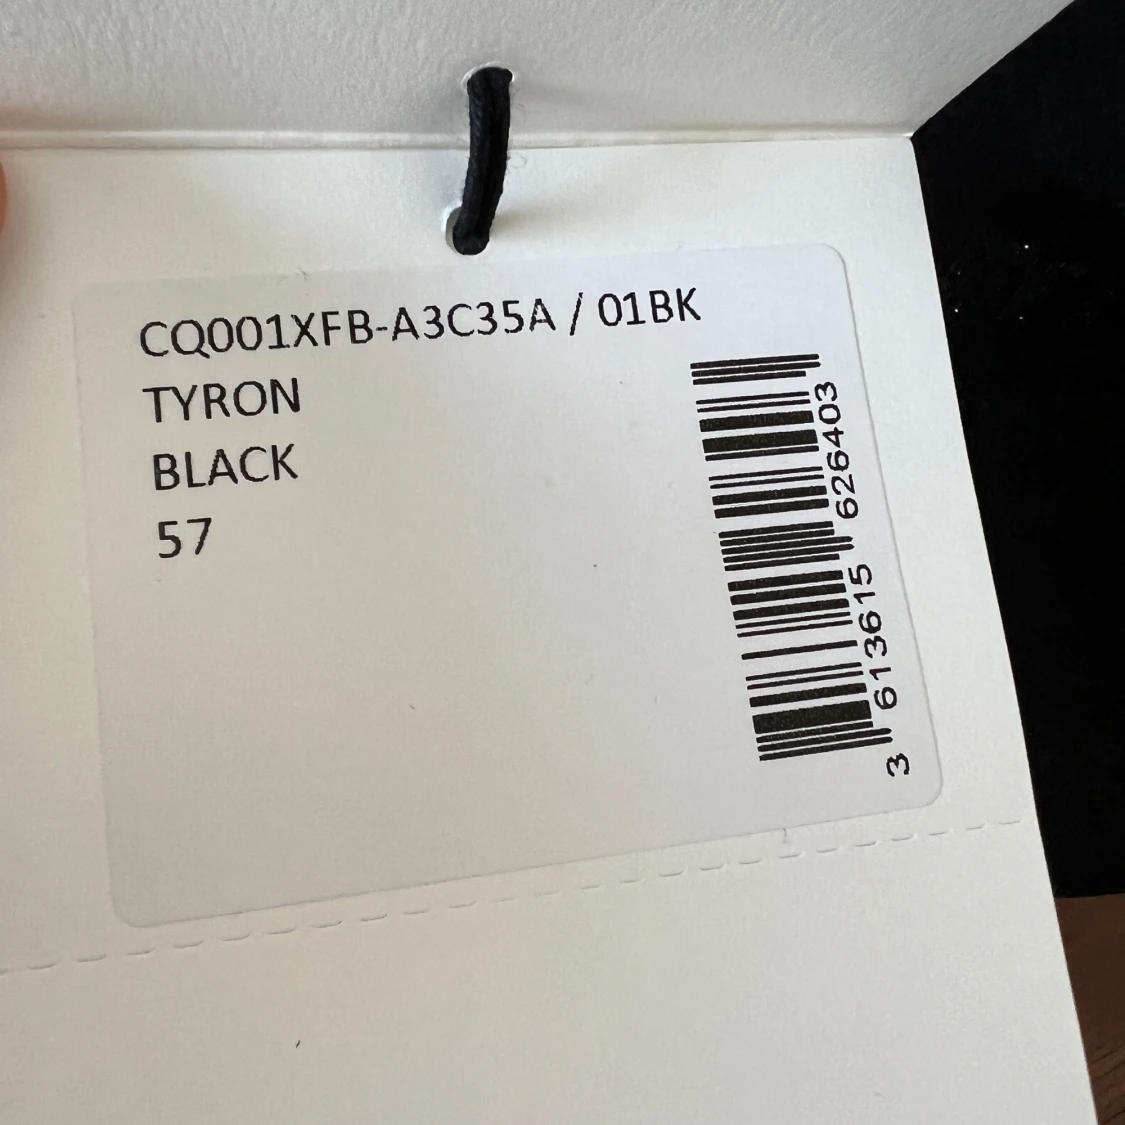 CQ001XFB-A3C35A / 01BK
TYRON
BLACK
57
3 613615 626403